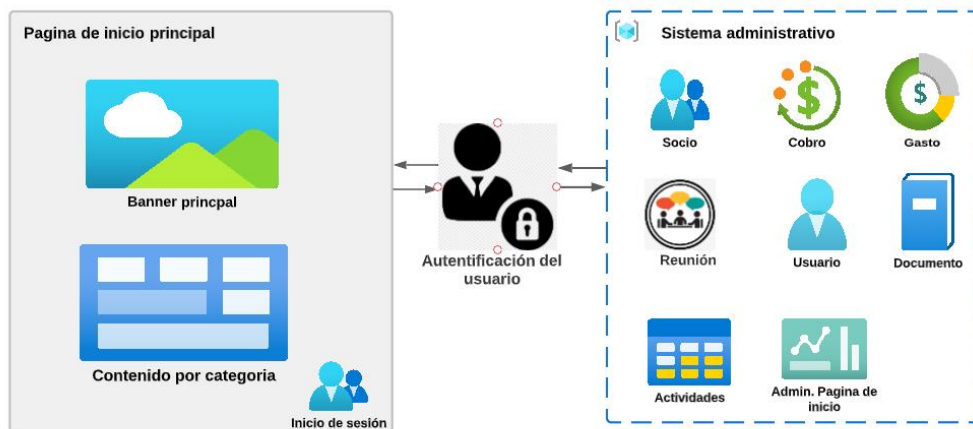 Pagina de inicio principal
Banner princpal
Contenido por categoria
Inicio de sesión
Autentificación del
usuario
Sistema administrativo
$
$
Socio
Cobro
Gasto
Reunión
Usuario
Documento
Actividades
Admin. Pagina de
inicio